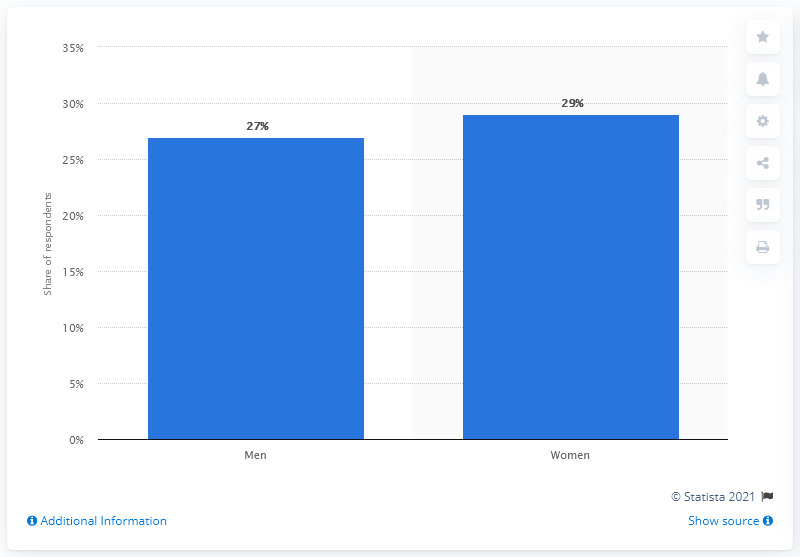 35%
30%
25%
20%
15%
10%
5%
0%
Share of respondents
27%
29%
Men
Women
© Statista 2021
Additional Information
Show source